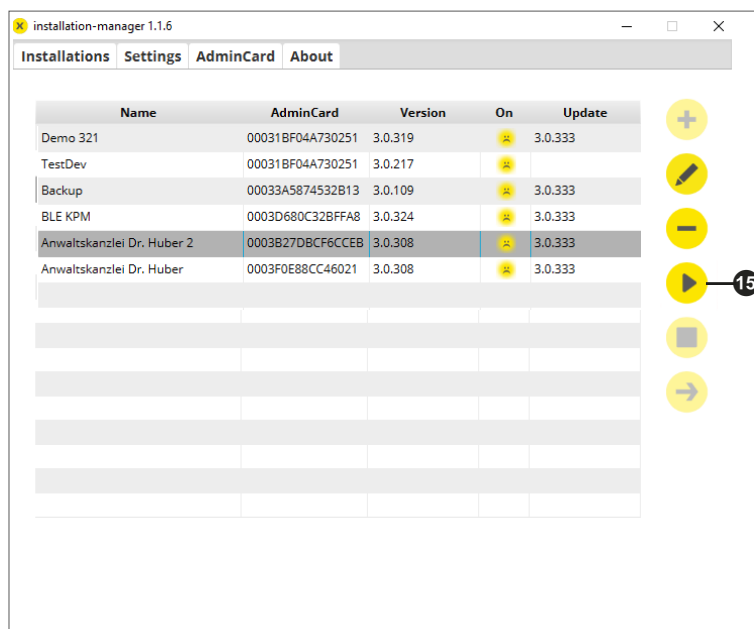 installation-manager 1.1.6
Installations Settings AdminCard About
Name AdminCard Version On Update
Demo 321 00031BF04A730251 3.0.319 3.0.333
TestDev 00031BF04A730251 3.0.217
Backup 00033A5874532B13 3.0.109 3.0.333
BLE KPM 0003D680C32BFFA8 3.0.324 3.0.333
Anwaltskanzlei Dr. Huber 2 0003B27DBCF6CCEB 3.0.308 3.0.333
Anwaltskanzlei Dr. Huber 0003F0E88CC46021 3.0.308 3.0.333
15